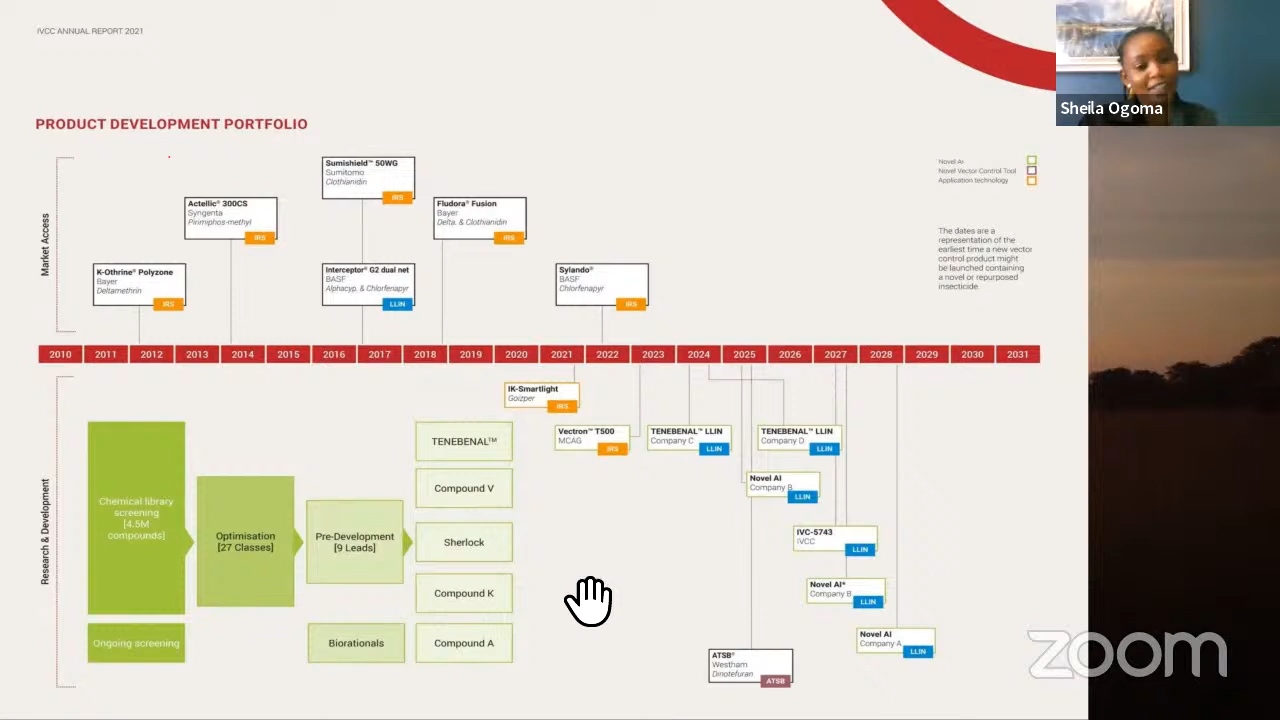 IVCC ANNUAL REPORT 2021
Sheila Ogoma
PRODUCT DEVELOPMENT PORTFOLIO
Novel AI
Novel Vector Control Tool
Application technology
The dates are a
representation of the
earliest time a new vector
control product might
be launched containing
a novel or repurposed
insecticide.
Market Access
Sumishield™ 50WG
Sumitomo
Clothianidin
IRS
Actellic® 300CS
Syngenta
Pirimiphos-methyl
IRS
Fludora® Fusion
Bayer
Delta. & Clothianidin
IRS
K-Othrine® Polyzone
Bayer
Deltamethrin
IRS
Interceptor® G2 dual net
BASF
Alphacyp. & Chlorfenapyr
LLIN
Sylando®
BASF
Chlorfenapyr
IRS
2010 2011 2012 2013 2014 2015 2016 2017 2018 2019 2020 2021 2022 2023 2024 2025 2026 2027 2028 2029 2030 2031
Research & Development
Chemical library
screening
[4.5M
compounds]
Ongoing screening
Optimisation
[27 Classes]
Pre-Development
[9 Leads]
Biorationals
TENEBENAL™
Compound V
Sherlock
Compound K
Compound A
IK-Smartlight
Goizper
IRS
Vectron™ T500
MCAG
IRS
TENEBENAL™ LLIN
Company C
LLIN
TENEBENAL™ LLIN
Company D
LLIN
Novel AI
Company B
LLIN
IVC-5743
IVCC
LLIN
Novel AI*
Company B
LLIN
Novel AI
Company A
LLIN
ATSB®
Westham
Dinotefuran
ATSB
zoom